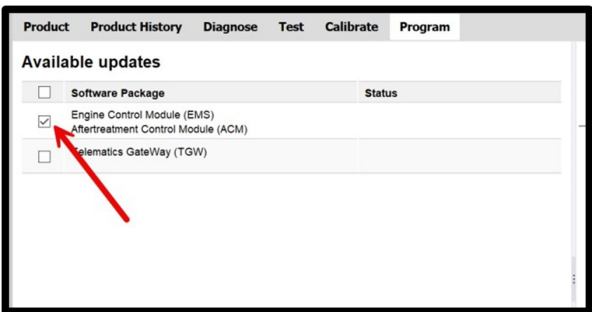 Product Product History Diagnose Test Calibrate Program
Available updates
Software Package Status
Engine Control Module (EMS)
Aftertreatment Control Module (ACM)
Telematics GateWay (TGW)